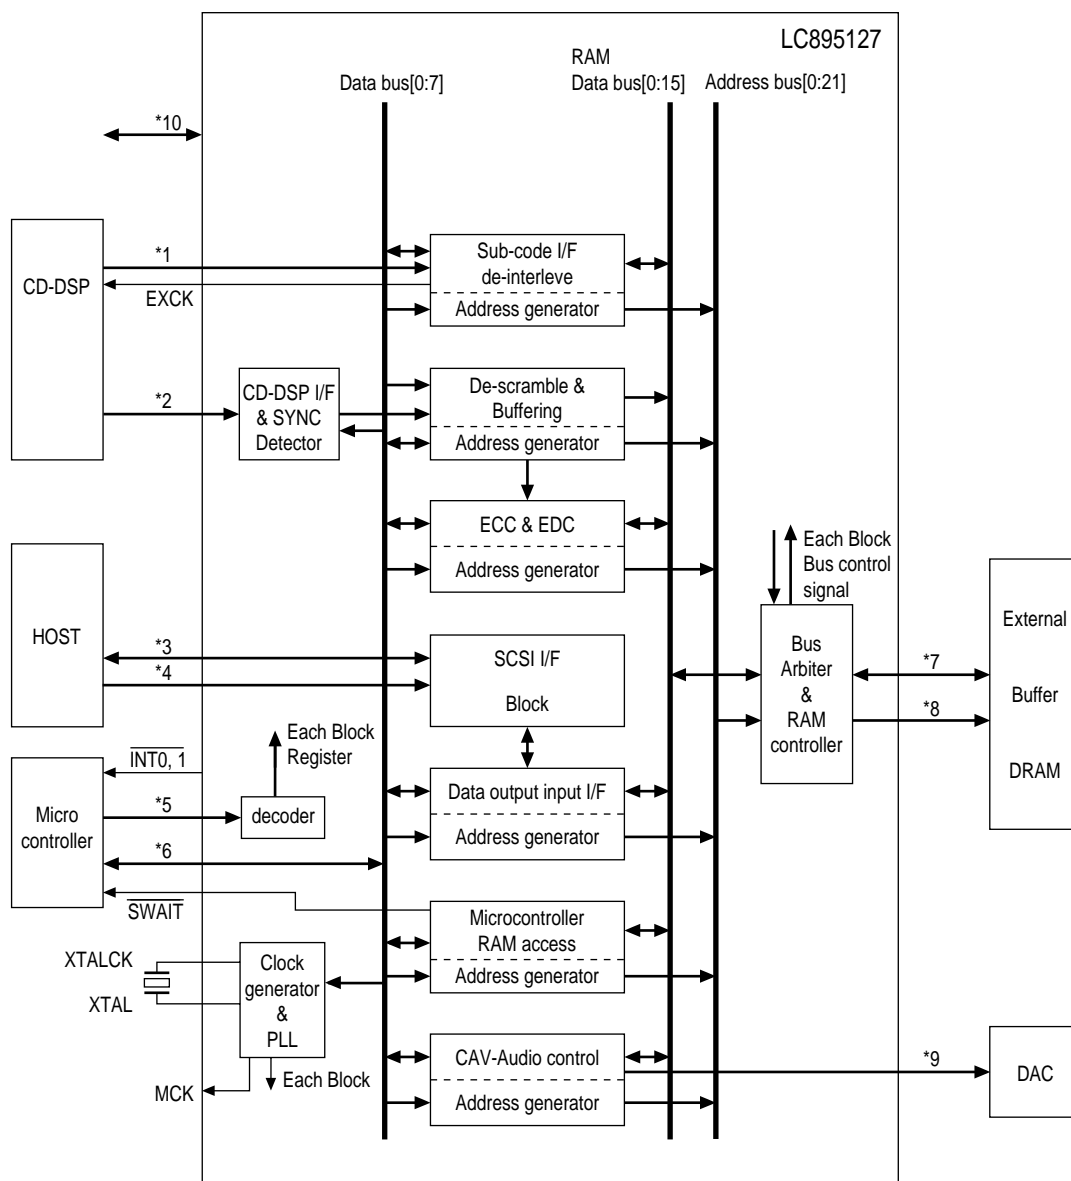 LC895127
RAM
Data bus[0:7]
Data bus[0:15]
Address bus[0:21]
*10
CD-DSP
*1
EXCK
Sub-code I/F
de-interleve
Address generator
*2
CD-DSP I/F
& SYNC
Detector
De-scramble &
Buffering
Address generator
ECC & EDC
Address generator
Each Block
Bus control
signal
HOST
*3
*4
SCSI I/F
Block
Bus
Arbiter
&
RAM
controller
*7
*8
External
Buffer
DRAM
Each Block
Register
INT0, 1
Micro
controller
*5
decoder
*6
SWAIT
Data output input I/F
Address generator
Microcontroller
RAM access
Address generator
XTALCK
XTAL
Clock
generator
&
PLL
MCK
Each Block
CAV-Audio control
Address generator
*9
DAC